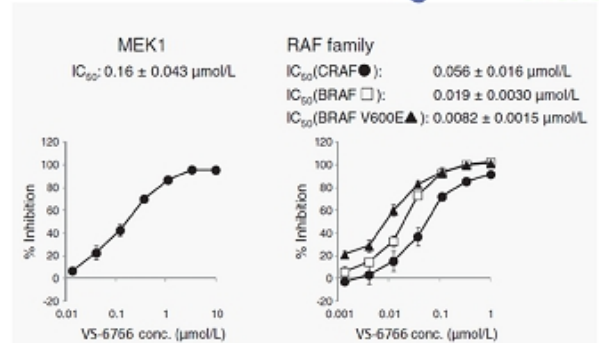 MEK1
IC50: 0.16 ± 0.043 μmol/L
RAF family
IC50(CRAF●): 0.056 ± 0.016 μmol/L
IC50(BRAF □): 0.019 ± 0.0030 μmol/L
IC50(BRAF V600E▲): 0.0082 ± 0.0015 μmol/L
% Inhibition
120
100
80
60
40
20
0
-20
0.01 0.1 1 10
VS-6766 conc. (μmol/L)
% Inhibition
120
100
80
60
40
20
0
-20
0.001 0.01 0.1 1
VS-6766 conc. (μmol/L)